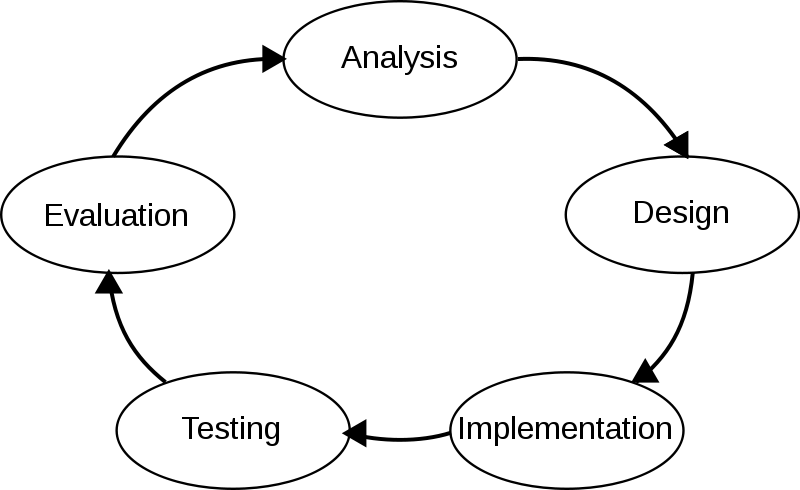 Analysis
Design
Implementation
Testing
Evaluation